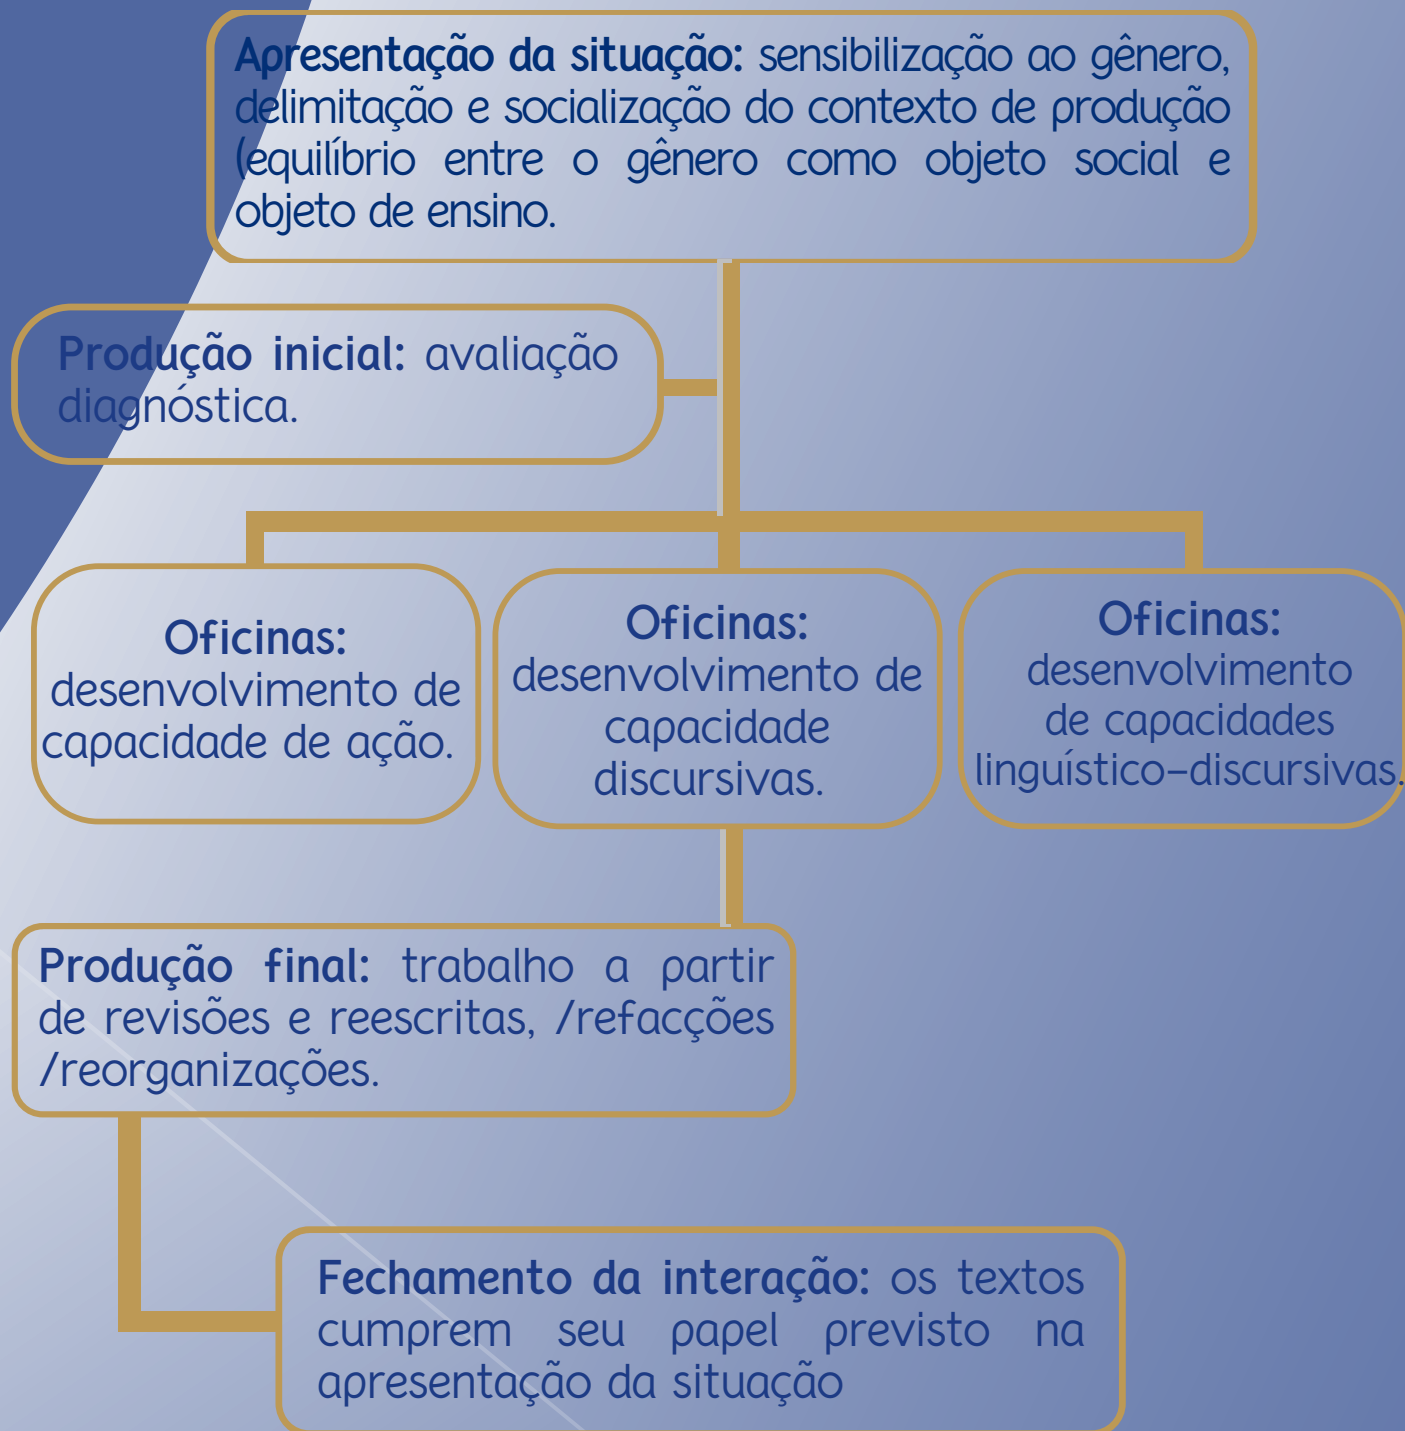 Apresentação da situação: sensibilização ao gênero,
delimitação e socialização do contexto de produção
(equilíbrio entre o gênero como objeto social e
objeto de ensino.
Produção inicial: avaliação
diagnóstica.
Oficinas:
desenvolvimento de
capacidade de ação.
Oficinas:
desenvolvimento de
capacidade
discursivas.
Oficinas:
desenvolvimento
de capacidades
linguístico-discursivas.
Produção final: trabalho a partir
de revisões e reescritas, /refacções
/reorganizações.
Fechamento da interação: os textos
cumprem seu papel previsto na
apresentação da situação